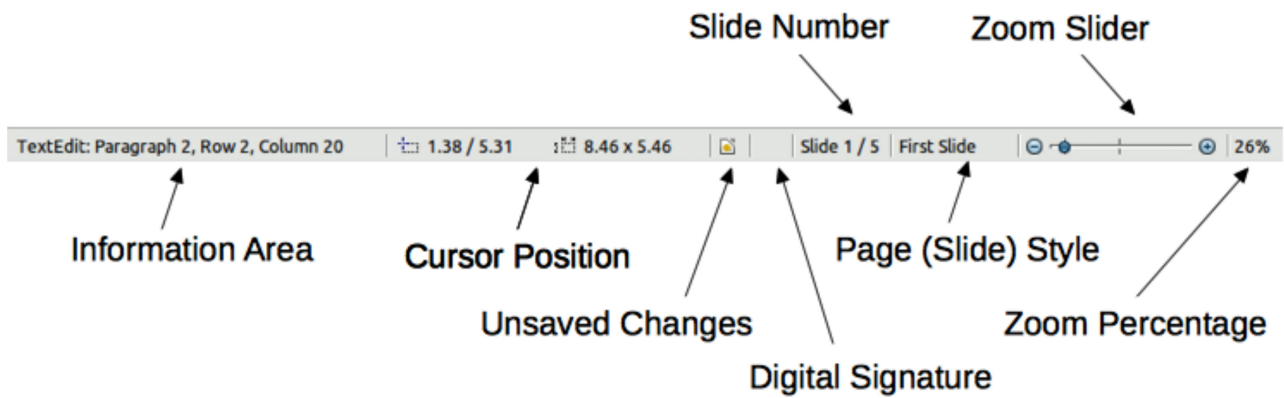 Slide Number Zoom Slider
TextEdit: Paragraph 2, Row 2, Column 20 1.38 / 5.31 8.46 x 5.46 Slide 1 / 5 First Slide 26%
Information Area Cursor Position Page (Slide) Style
Unsaved Changes Zoom Percentage
Digital Signature